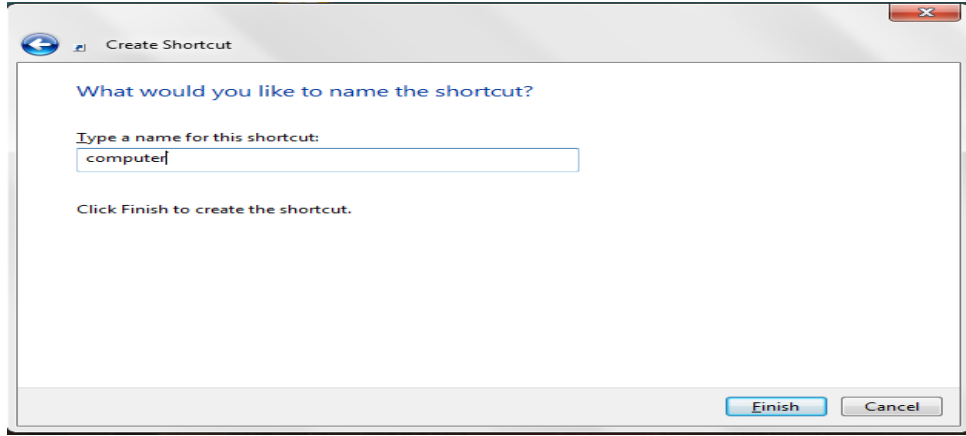 Create Shortcut
What would you like to name the shortcut?
Type a name for this shortcut:
computer
Click Finish to create the shortcut.
Finish
Cancel